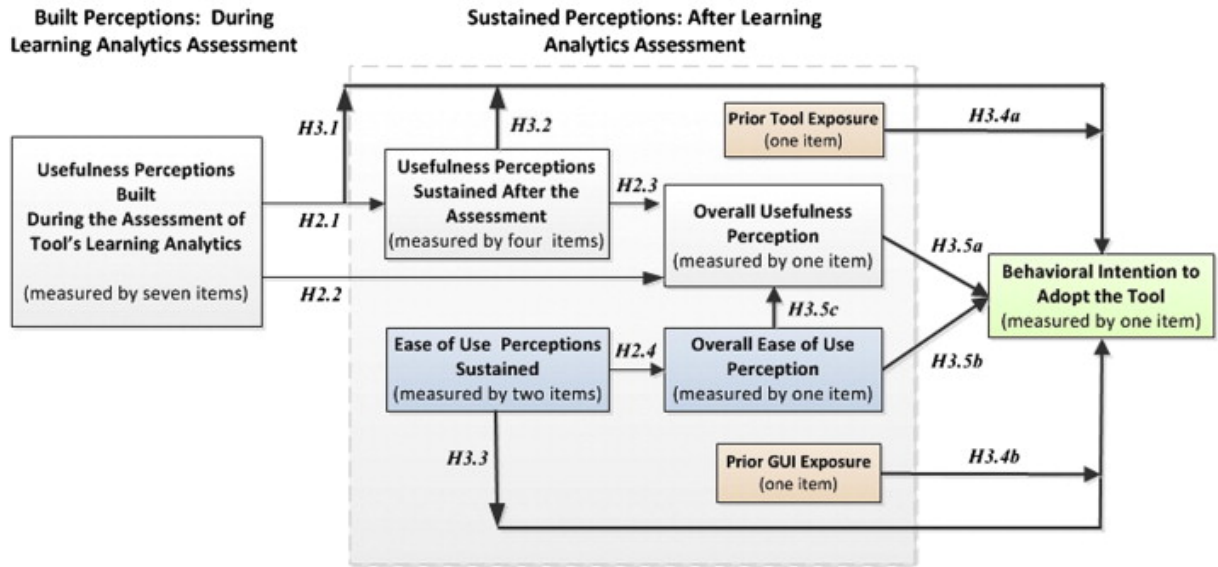 Built Perceptions: During
Learning Analytics Assessment
Sustained Perceptions: After Learning
Analytics Assessment
H3.1
H3.2
Prior Tool Exposure
(one item)
H3.4a
Usefulness Perceptions
Built
During the Assessment of
Tool's Learning Analytics
(measured by seven items)
H2.1
H2.2
Usefulness Perceptions
Sustained After the
Assessment
(measured by four items)
H2.3
Overall Usefulness
Perception
(measured by one item)
H3.5a
Behavioral Intention to
Adopt the Tool
(measured by one item)
H3.5c
Ease of Use Perceptions
Sustained
(measured by two items)
H2.4
Overall Ease of Use
Perception
(measured by one item)
H3.5b
H3.3
Prior GUI Exposure
(one item)
H3.4b